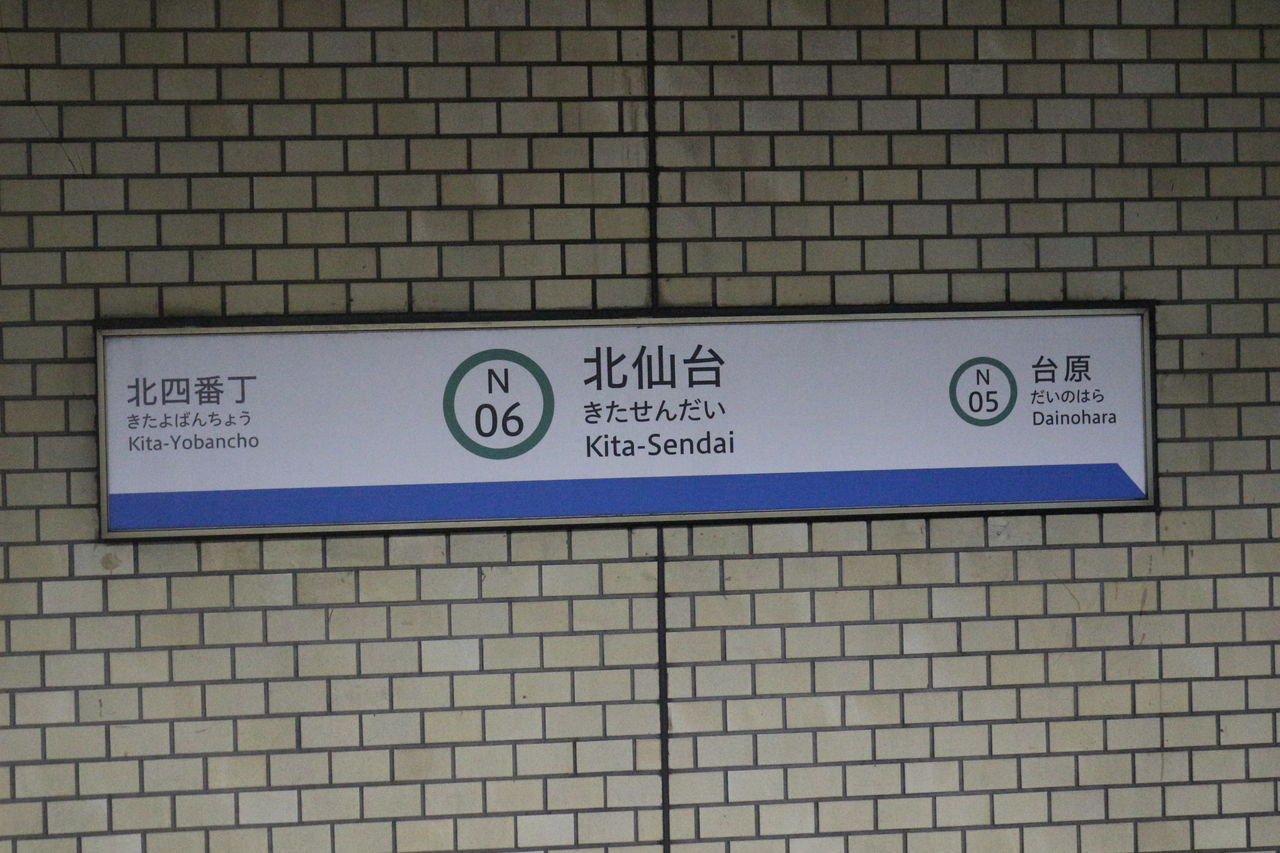 北四番丁
きたよばんちょう
Kita-Yobancho
N
06
北仙台
きたせんだい
Kita-Sendai
N
05
台原
だいのはら
Dainohara